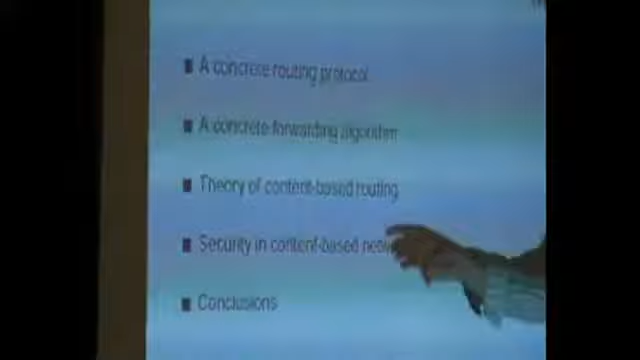 A concrete routing protocol
A concrete forwarding algorithm
Theory of content-based routing
Security in content-based
Conclusions